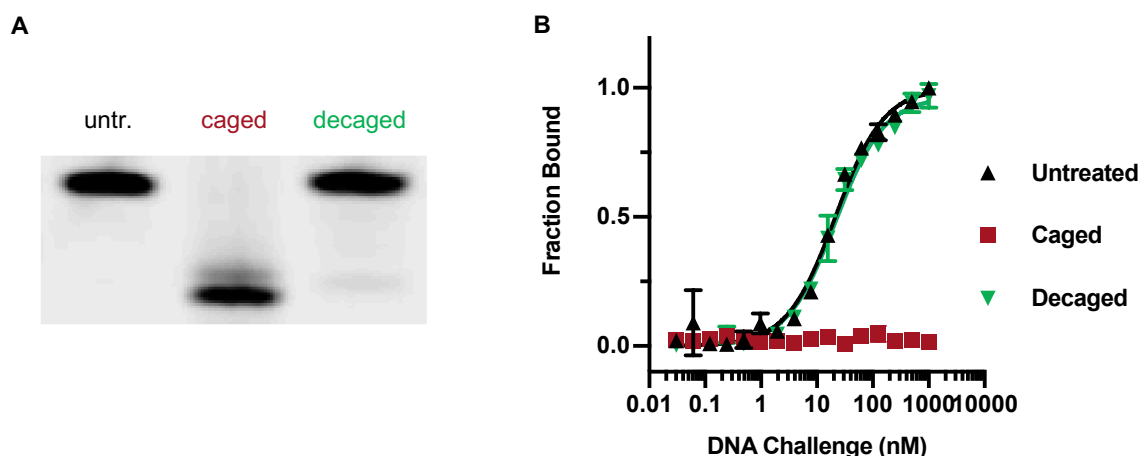 A
untr. caged decaged
B
Fraction Bound
1.0
0.5
0.0
0.01 0.1 1 10 100 1000 10000
DNA Challenge (nM)
Untreated
Caged
Decaged